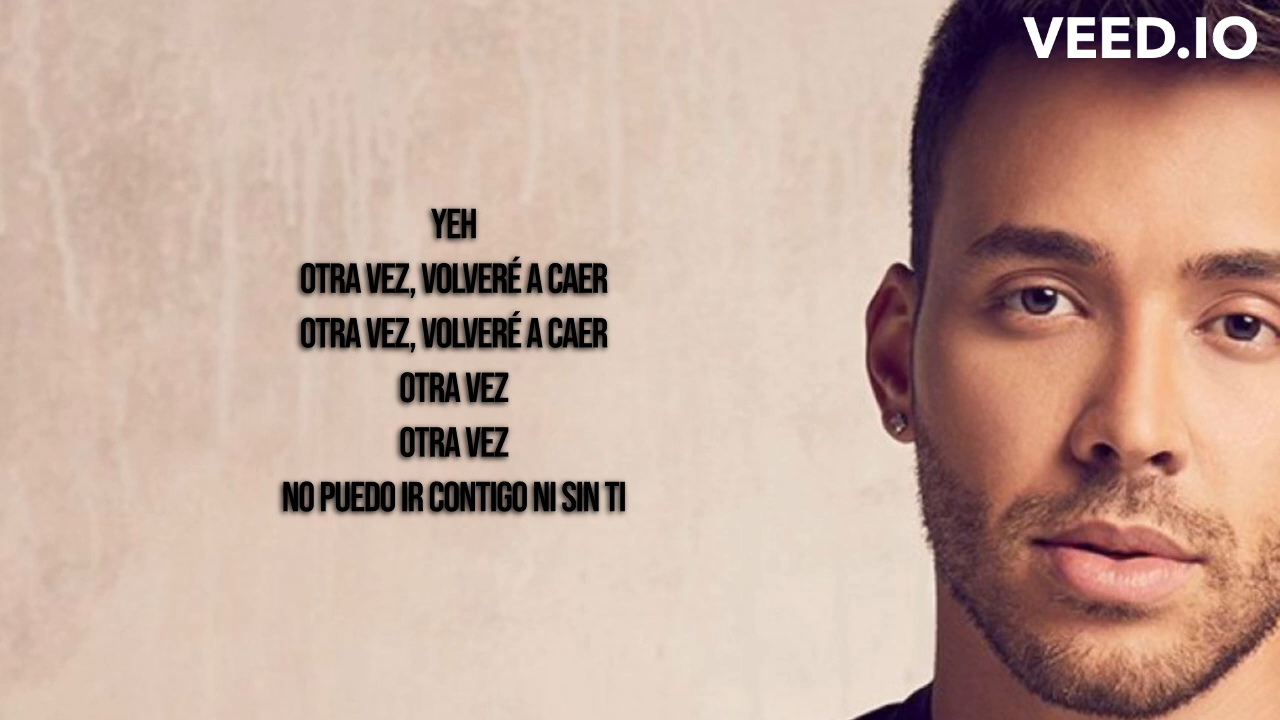 VEED.IO
YEH
OTRA VEZ, VOLVERÉ A CAER
OTRA VEZ, VOLVERÉ A CAER
OTRA VEZ
OTRA VEZ
NO PUEDO IR CONTIGO NI SIN TI